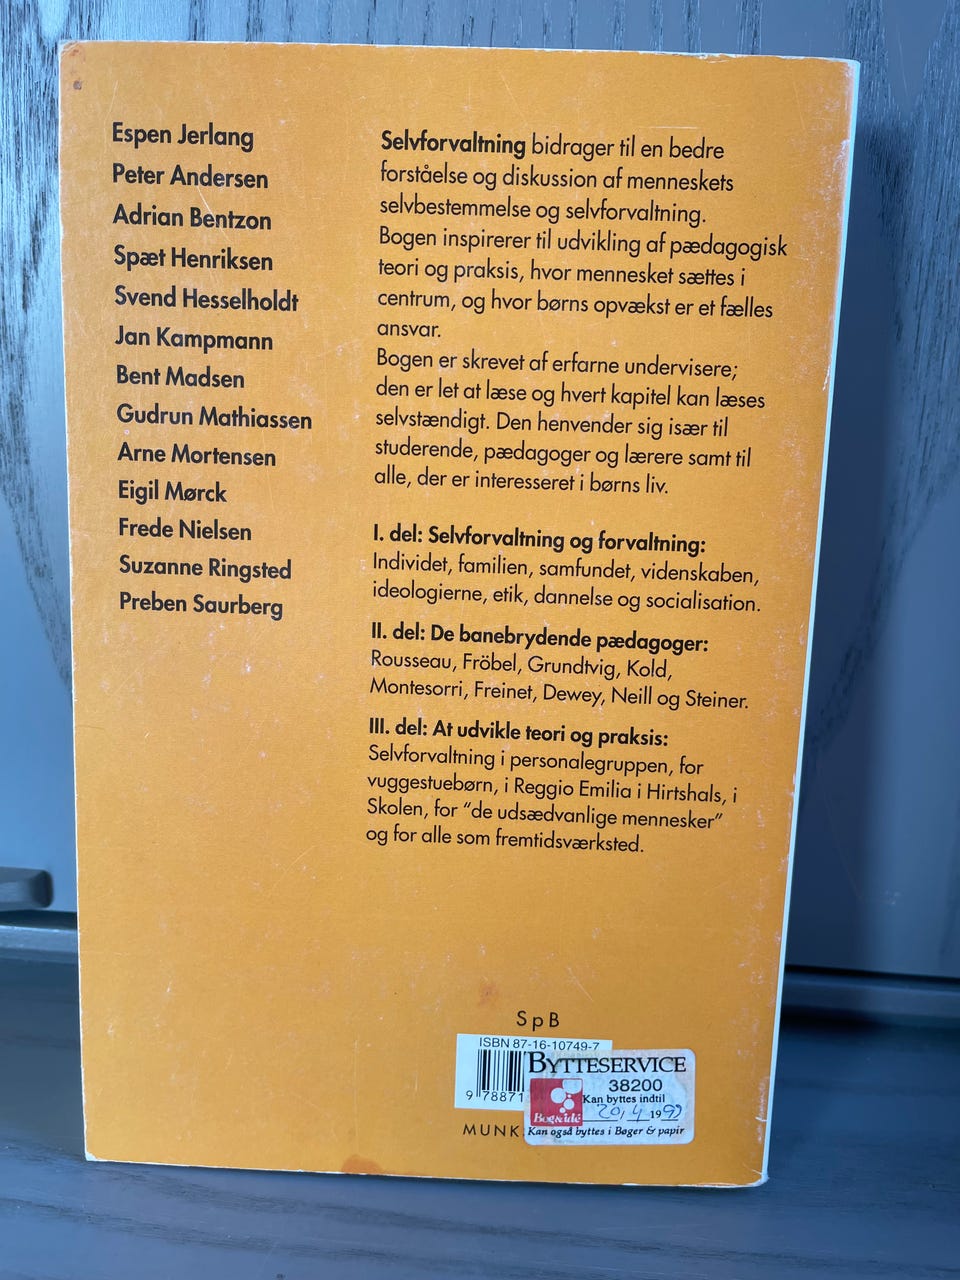 Espen Jerlang
Peter Andersen
Adrian Bentzon
Spæt Henriksen
Svend Hesselholdt
Jan Kampmann
Bent Madsen
Gudrun Mathiassen
Arne Mortensen
Eigil Mørck
Frede Nielsen
Suzanne Ringsted
Preben Saurberg
Selvforvaltning bidrager til en bedre
forståelse og diskussion af menneskets
selvbestemmelse og selvforvaltning.
Bogen inspirerer til udvikling af pædagogisk
teori og praksis, hvor mennesket sættes i
centrum, og hvor børns opvækst er et fælles
ansvar.
Bogen er skrevet af erfarne undervisere;
den er let at læse og hvert kapitel kan læses
selvstændigt. Den henvender sig især til
studerende, pædagoger og lærere samt til
alle, der er interesseret i børns liv.
I. del: Selvforvaltning og forvaltning:
Individet, familien, samfundet, videnskaben,
ideologierne, etik, dannelse og socialisation.
II. del: De banebrydende pædagoger:
Rousseau, Fröbel, Grundtvig, Kold,
Montesorri, Freinet, Dewey, Neill og Steiner.
III. del: At udvikle teori og praksis:
Selvforvaltning i personalegruppen, for
vuggestuebørn, i Reggio Emilia i Hirtshals, i
Skolen, for "de udsædvanlige mennesker"
og for alle som fremtidsværksted.
SpB
ISBN 87-16-10749-7
9 78871
MUNK
BYTTESERVICE
38200
Kan byttes indtil
20/4 1999
Bog&idé
Kan også byttes i Bøger & papir